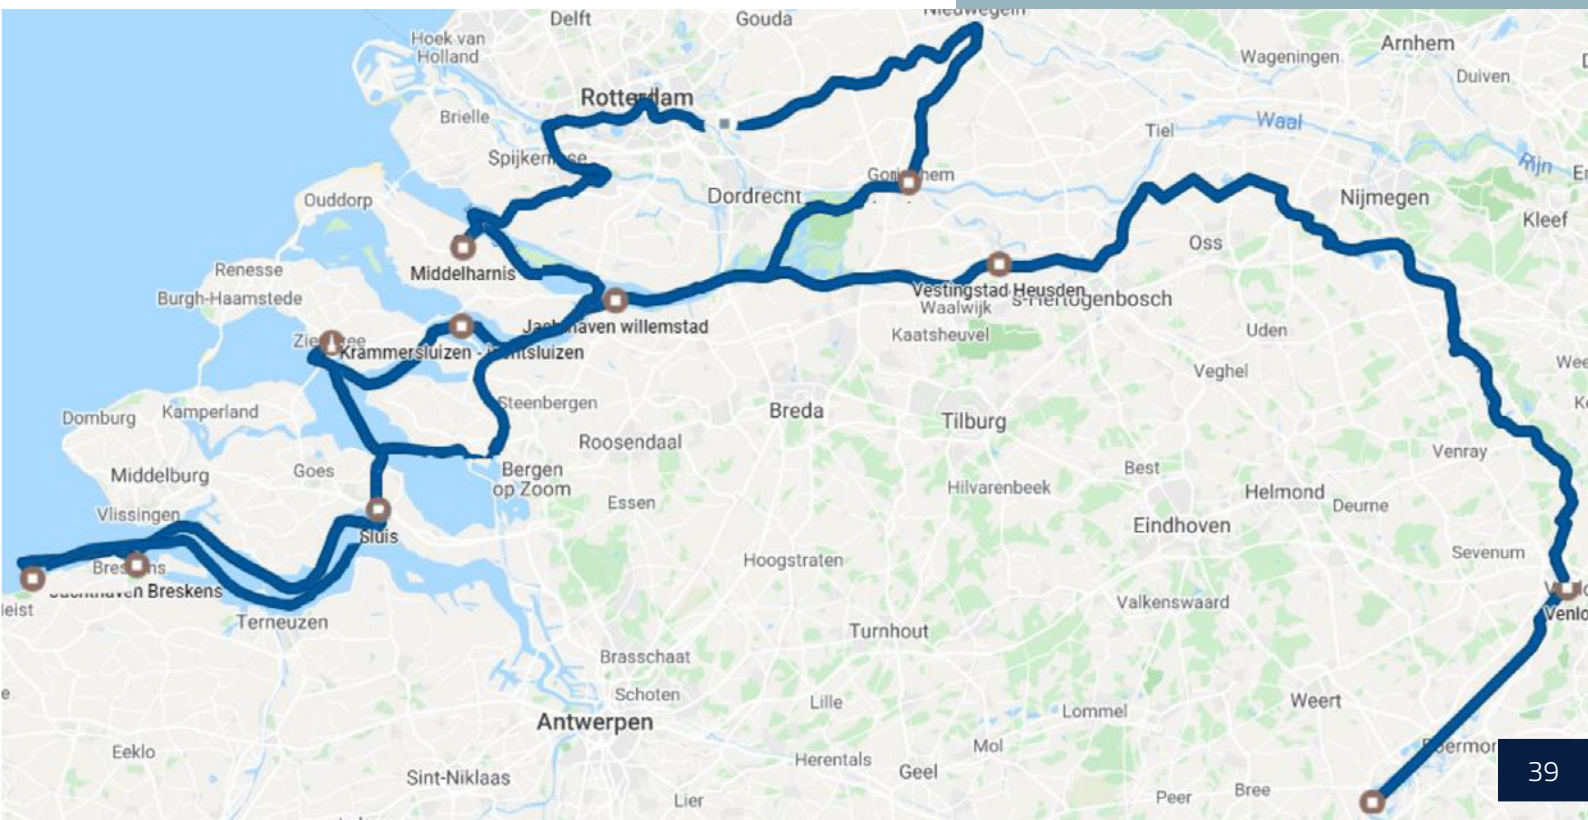 Delft
Gouda
Nieuwegein
Hoek van
Holland
Arnhem
Wageningen
Duiven
Rotterdam
Brielle
Waal
Tiel
Spijkenisse
Rijn
Dordrecht
Nijmegen
Ouddorp
Kleef
Oss
Middelharnis
Renesse
Burgh-Haamstede
Vestingstad Heusden
's-Hertogenbosch
Waalwijk
Jachthaven willemstad
Kaatsheuvel
Uden
Krammersluizen - jachtsluizen
Veghel
Steenbergen
Domburg
Kamperland
Breda
Tilburg
Roosendaal
Venray
Middelburg
Goes
Bergen
op Zoom
Best
Hilvarenbeek
Helmond
Essen
Deurne
Vlissingen
Eindhoven
Sluis
Hoogstraten
Sevenum
Jachthaven Breskens
Valkenswaard
Venlo
Terneuzen
Turnhout
Brasschaat
Schoten
Lille
Weert
Lommel
Antwerpen
Eeklo
Mol
Herentals
Geel
Sint-Niklaas
39
Lier
Peer
Bree